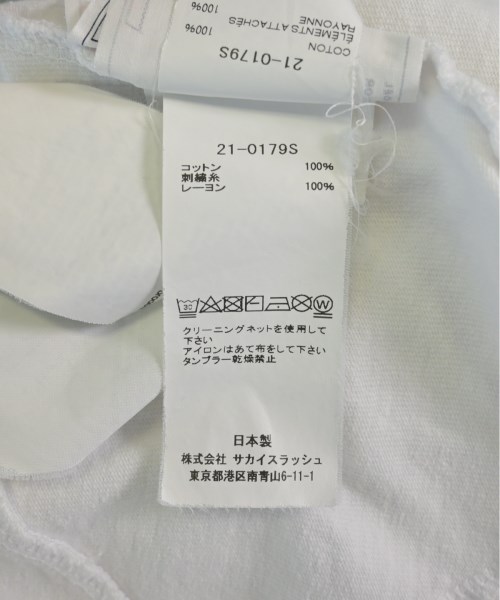 100%
100%
COTON
ÉLÉMENTS ATTACHÉS
RAYONNE
21-0179S
21-0179S
コットン 100%
刺繍糸
レーヨン 100%
30
W
クリーニングネットを使用して
下さい
アイロンはあて布をして下さい
タンブラー乾燥禁止
日本製
株式会社 サカイスラッシュ
東京都港区南青山6-11-1